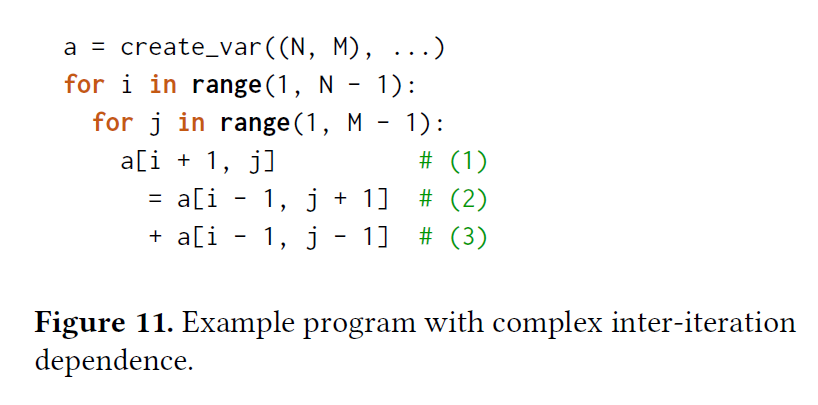 a = create_var((N, M), ...)
for i in range(1, N - 1):
  for j in range(1, M - 1):
    a[i + 1, j]          # (1)
      = a[i - 1, j + 1]  # (2)
      + a[i - 1, j - 1]  # (3)
Figure 11. Example program with complex inter-iteration
dependence.